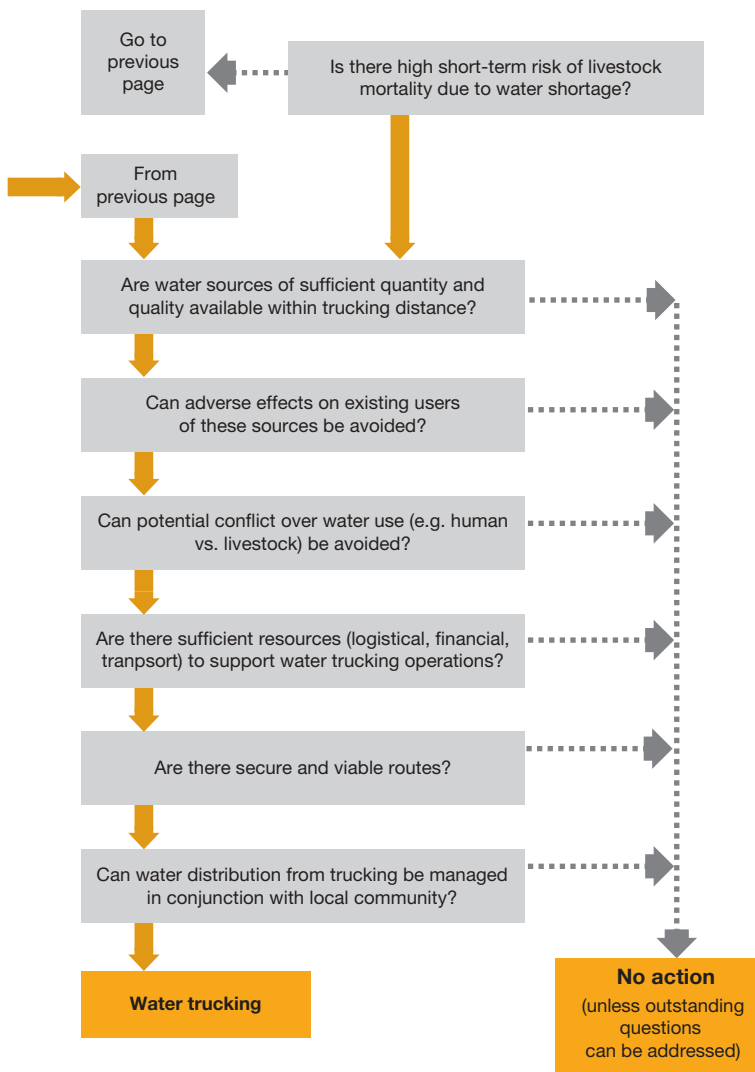 Go to
previous
page
Is there high short-term risk of livestock
mortality due to water shortage?
From
previous page
Are water sources of sufficient quantity and
quality available within trucking distance?
Can adverse effects on existing users
of these sources be avoided?
Can potential conflict over water use (e.g. human
vs. livestock) be avoided?
Are there sufficient resources (logistical, financial,
tranpsort) to support water trucking operations?
Are there secure and viable routes?
Can water distribution from trucking be managed
in conjunction with local community?
Water trucking
No action
(unless outstanding
questions
can be addressed)